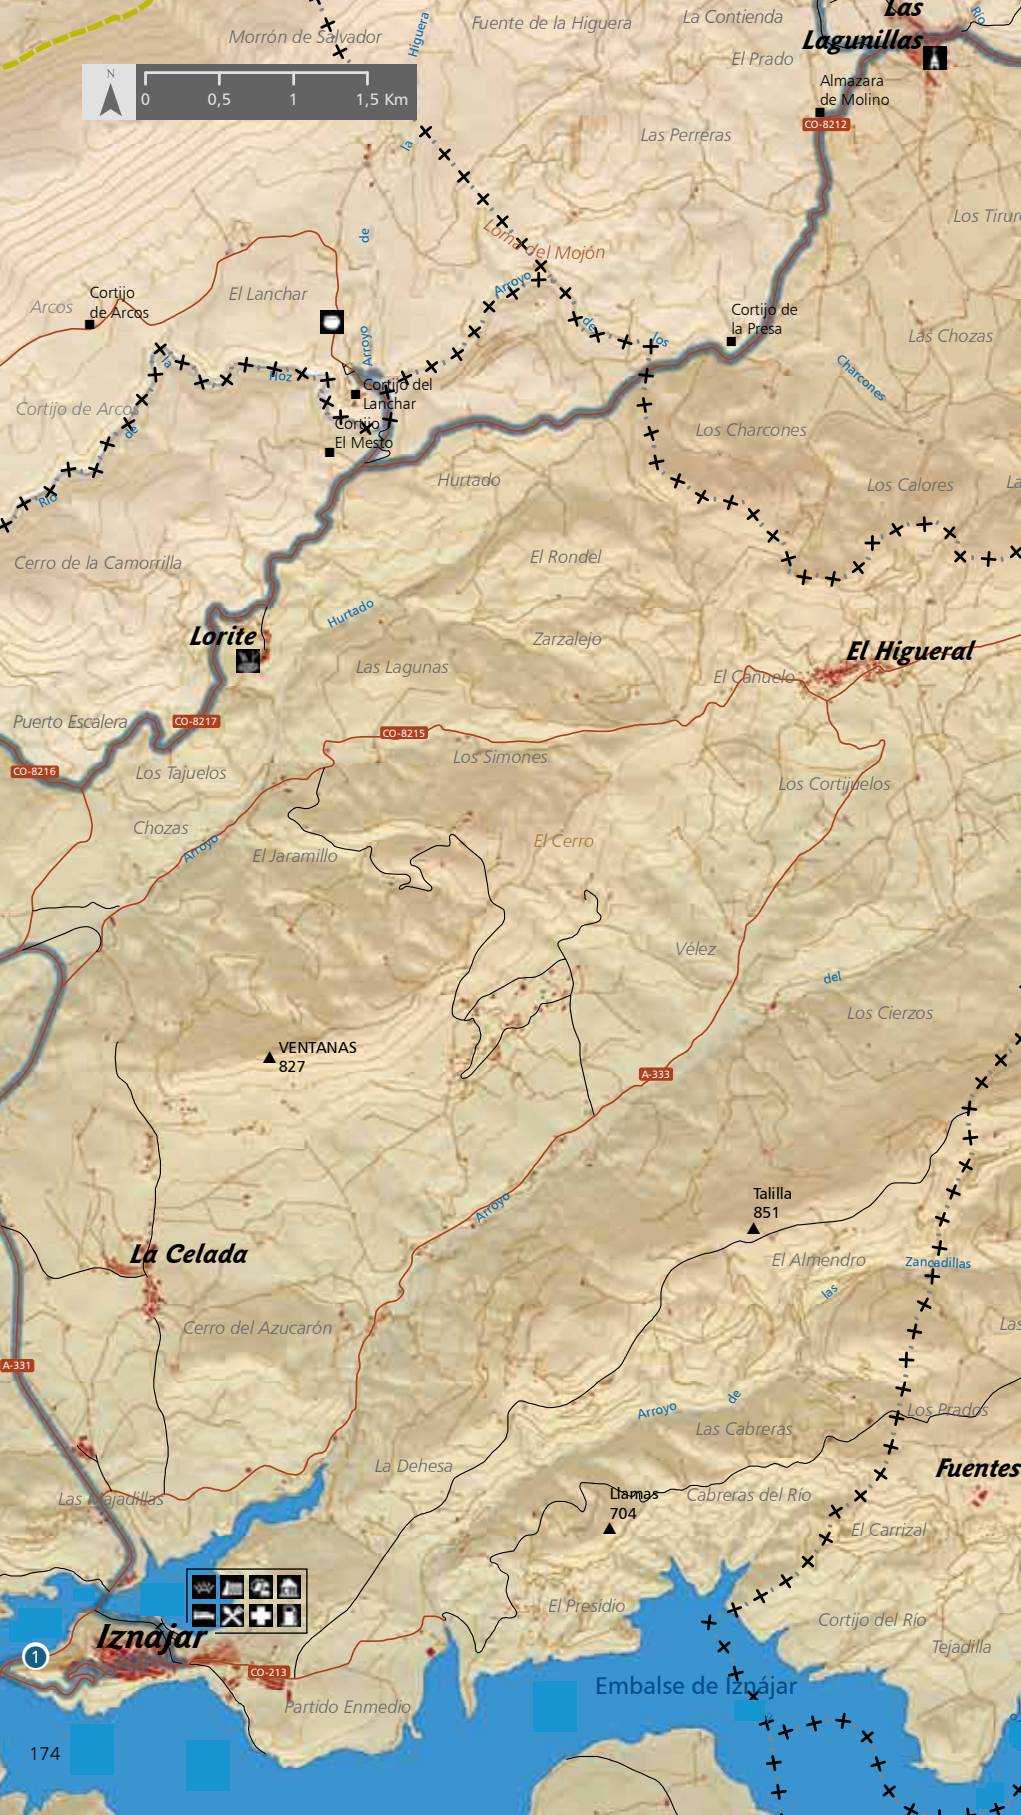 Las
Lagunillas
Río
Morrón de Salvador
Higuera
Fuente de la Higuera
La Contienda
El Prado
N
0 0,5 1 1,5 Km
Almazara
de Molino
CO-8212
la
Las Perreras
Los Tirur
de
Loma del Mojón
Arroyo
de
los
Arcos
Cortijo
de Arcos
El Lanchar
Cortijo de
la Presa
Las Chozas
Charcones
la
Hoz
Arroyo
Cortijo del
Lanchar
Cortijo
El Mesto
Cortijo de Arcos
de
Río
Los Charcones
Los Calores
La
Hurtado
El Rondel
Cerro de la Camorrilla
Hurtado
Zarzalejo
Lorite
Las Lagunas
El Higueral
El Cañuelo
Puerto Escalera
CO-8217
CO-8215
CO-8216
Los Tajuelos
Los Simones
Los Cortijuelos
Chozas
Arroyo
El Jaramillo
El Cerro
Vélez
del
Los Cierzos
VENTANAS
827
A-333
Talilla
851
Arroyo
La Celada
El Almendro
Zancadillas
las
Cerro del Azucarón
Las
A-331
de
Arroyo
Las Cabreras
Los Prados
La Dehesa
Fuentes
Las Majadillas
Llamas
704
Cabreras del Río
El Carrizal
El Presidio
Cortijo del Río
Iznájar
Tejadilla
1
CO-213
Embalse de Iznájar
Partido Enmedio
174